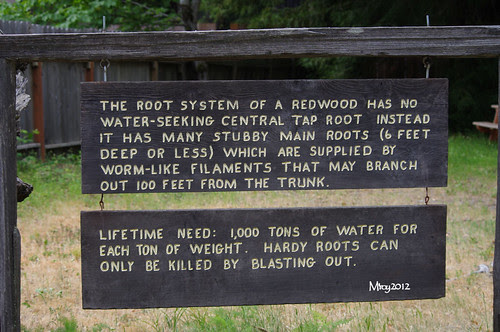 THE ROOT SYSTEM OF A REDWOOD HAS NO
WATER-SEEKING CENTRAL TAP ROOT INSTEAD
IT HAS MANY STUBBY MAIN ROOTS (6 FEET
DEEP OR LESS) WHICH ARE SUPPLIED BY
WORM-LIKE FILAMENTS THAT MAY BRANCH
OUT 100 FEET FROM THE TRUNK.
LIFETIME NEED: 1,000 TONS OF WATER FOR
EACH TON OF WEIGHT. HARDY ROOTS CAN
ONLY BE KILLED BY BLASTING OUT.